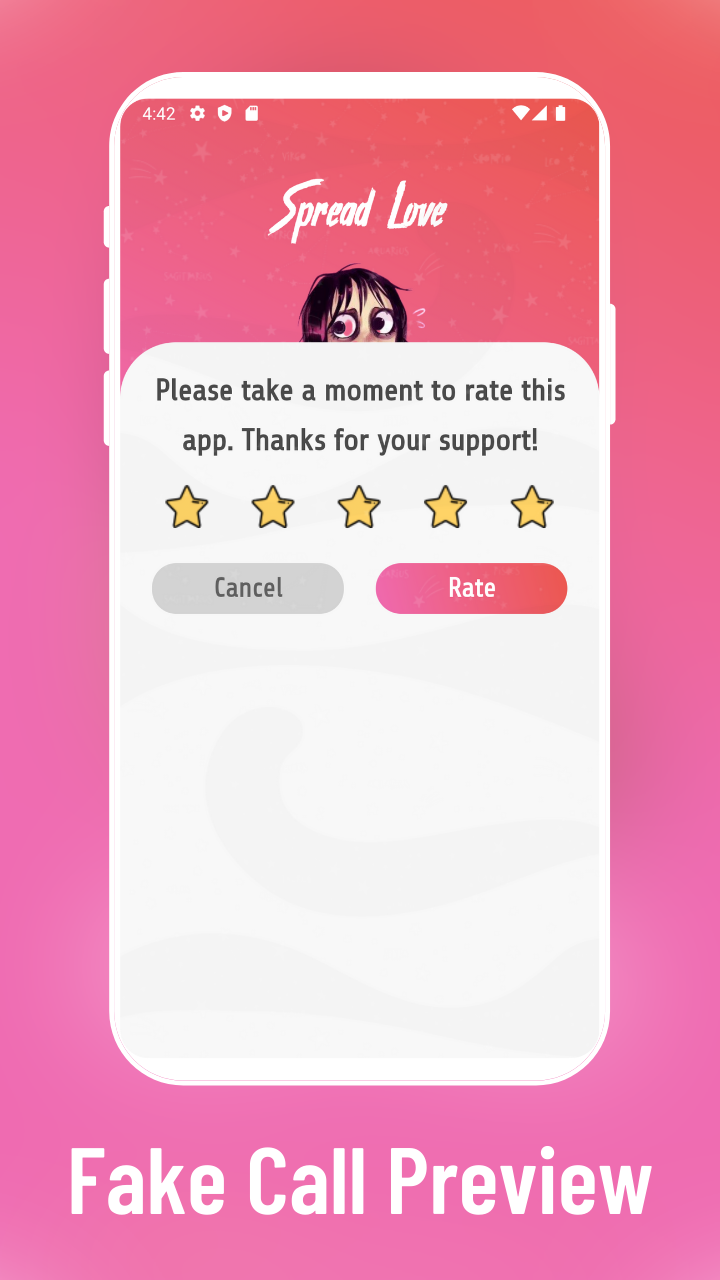 4:42
Spread Love
Please take a moment to rate this
app. Thanks for your support!
Cancel
Rate
Fake Call Preview